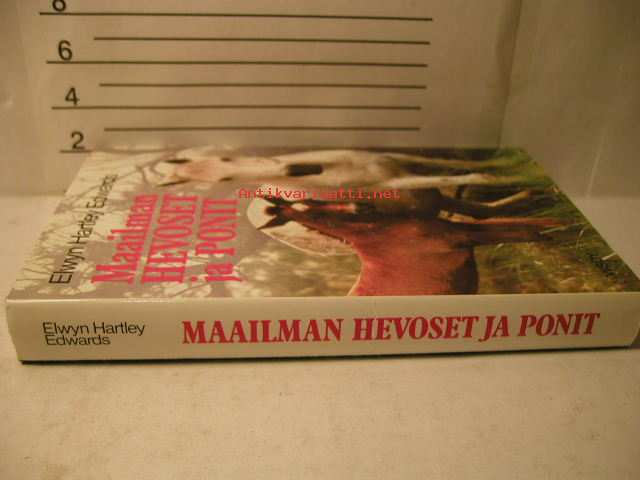 8
6
4
2
Antikvariaatti.net
Elwyn Hartley Edwards
Maailman
HEVOSET
ja PONIT
Elwyn Hartley
Edwards
MAAILMAN HEVOSET JA PONIT